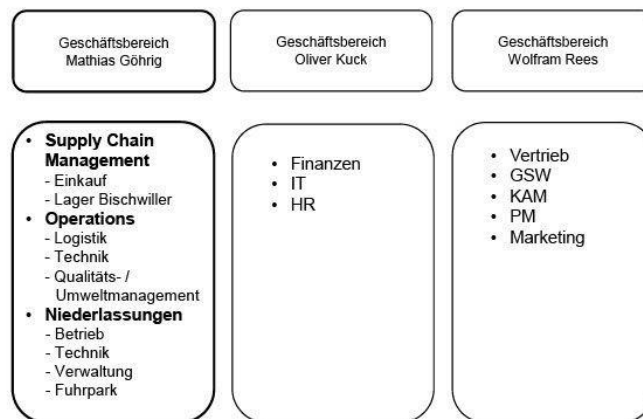 Geschäftsbereich
Mathias Göhrig
Geschäftsbereich
Oliver Kuck
Geschäftsbereich
Wolfram Rees
• Supply Chain
Management
- Einkauf
- Lager Bischwiller
• Operations
- Logistik
- Technik
- Qualitäts- /
Umweltmanagement
• Niederlassungen
- Betrieb
- Technik
- Verwaltung
- Fuhrpark
• Finanzen
• IT
• HR
• Vertrieb
• GSW
• KAM
• PM
• Marketing